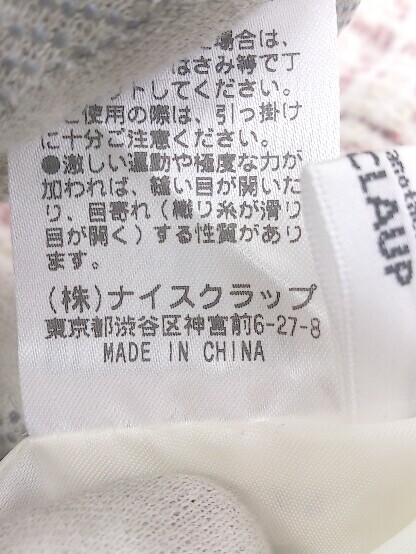 場合は、
はさみ等で丁
ットしてください。
ご使用の際は、引っ掛け
に十分ご注意ください。
●激しい運動や極度な力が
加われば、縫い目が開いた
り、目寄れ（織り糸が滑り
目が開く）する性質があり
ます。
(株)ナイスクラップ
東京都渋谷区神宮前6-27-8
MADE IN CHINA
CLAUP